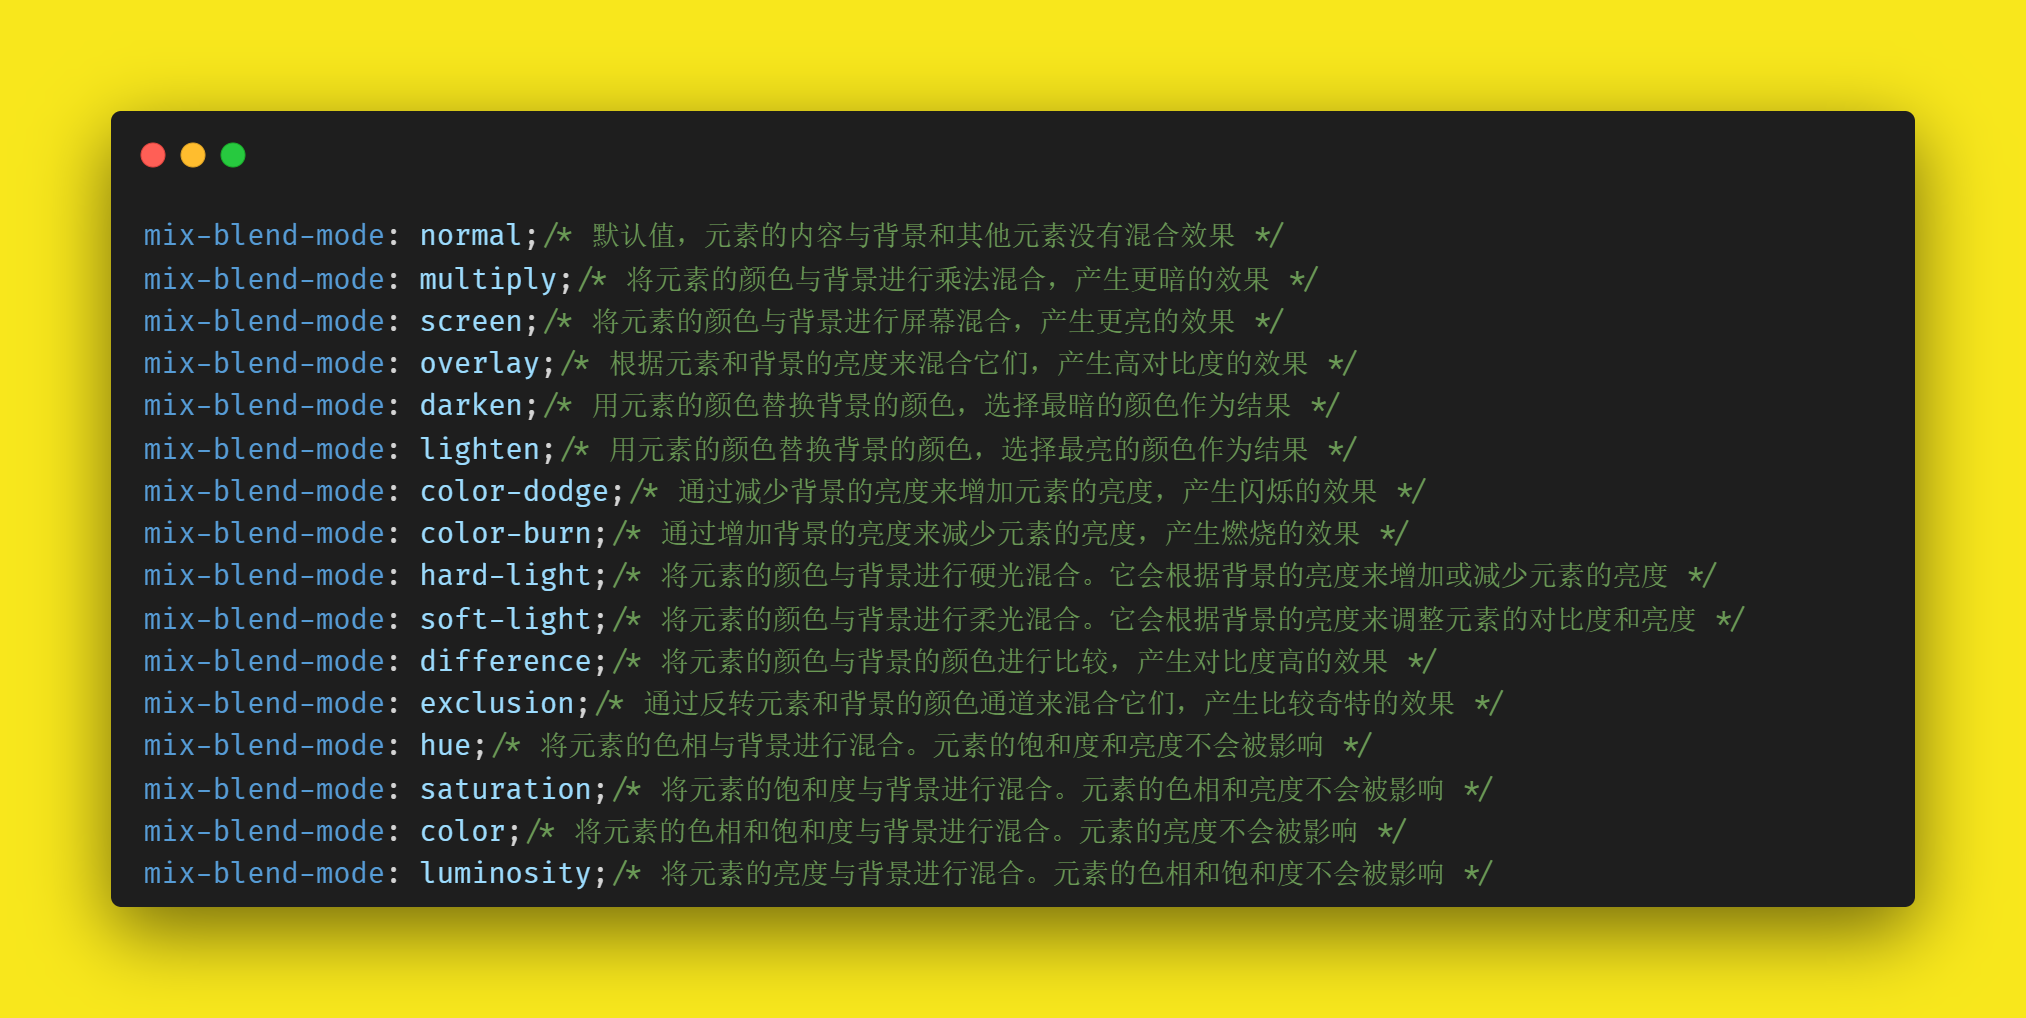 mix-blend-mode: normal;/* 默认值，元素的内容与背景和其他元素没有混合效果 */
mix-blend-mode: multiply;/* 将元素的颜色与背景进行乘法混合，产生更暗的效果 */
mix-blend-mode: screen;/* 将元素的颜色与背景进行屏幕混合，产生更亮的效果 */
mix-blend-mode: overlay;/* 根据元素和背景的亮度来混合它们，产生高对比度的效果 */
mix-blend-mode: darken;/* 用元素的颜色替换背景的颜色，选择最暗的颜色作为结果 */
mix-blend-mode: lighten;/* 用元素的颜色替换背景的颜色，选择最亮的颜色作为结果 */
mix-blend-mode: color-dodge;/* 通过减少背景的亮度来增加元素的亮度，产生闪烁的效果 */
mix-blend-mode: color-burn;/* 通过增加背景的亮度来减少元素的亮度，产生燃烧的效果 */
mix-blend-mode: hard-light;/* 将元素的颜色与背景进行硬光混合。它会根据背景的亮度来增加或减少元素的亮度 */
mix-blend-mode: soft-light;/* 将元素的颜色与背景进行柔光混合。它会根据背景的亮度来调整元素的对比度和亮度 */
mix-blend-mode: difference;/* 将元素的颜色与背景的颜色进行比较，产生对比度高的效果 */
mix-blend-mode: exclusion;/* 通过反转元素和背景的颜色通道来混合它们，产生比较奇特的效果 */
mix-blend-mode: hue;/* 将元素的色相与背景进行混合。元素的饱和度和亮度不会被影响 */
mix-blend-mode: saturation;/* 将元素的饱和度与背景进行混合。元素的色相和亮度不会被影响 */
mix-blend-mode: color;/* 将元素的色相和饱和度与背景进行混合。元素的亮度不会被影响 */
mix-blend-mode: luminosity;/* 将元素的亮度与背景进行混合。元素的色相和饱和度不会被影响 */